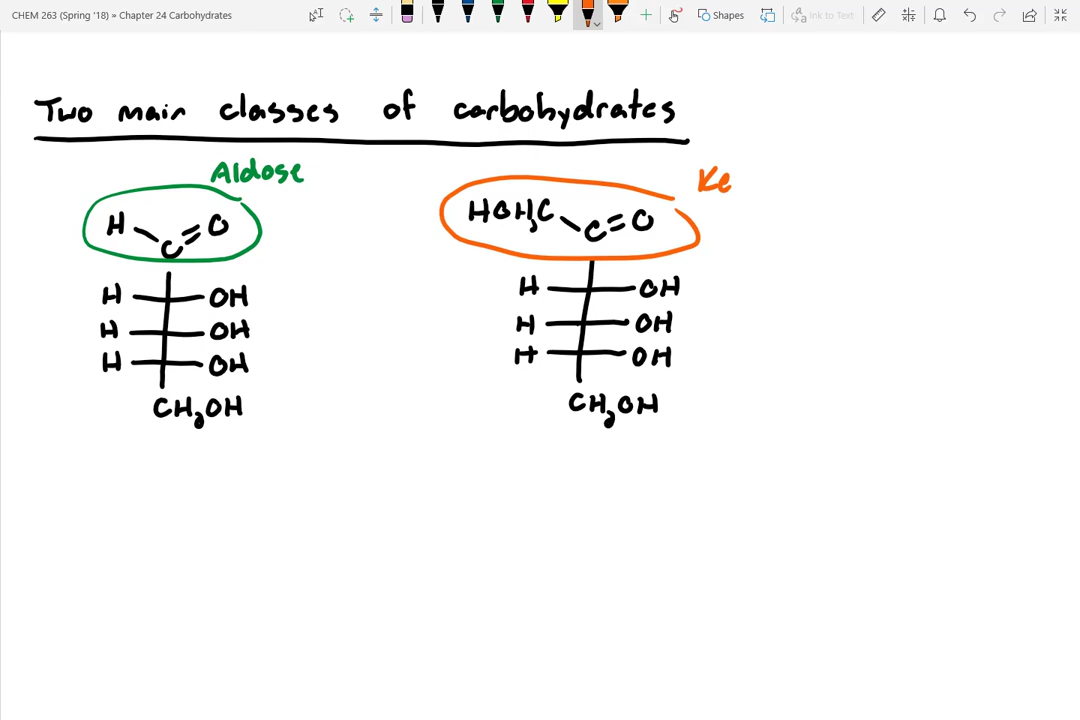 CHEM 263 (Spring '18) » Chapter 24 Carbohydrates
Shapes
Ink to Text
Two main classes of carbohydrates
Aldose
Ke
H C=O
HOH₂C C=O
H OH
H OH
H OH
CH₂OH
H OH
H OH
H OH
CH₂OH